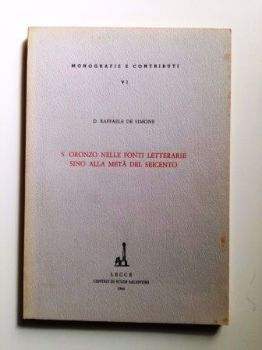 MONOGRAFIE E CONTRIBUTI
VI
D. RAFFAELE DE SIMONE
S. ORONZO NELLE FONTI LETTERARIE
SINO ALLA METÀ DEL SEICENTO
LECCE
CENTRO DI STUDI SALENTINI